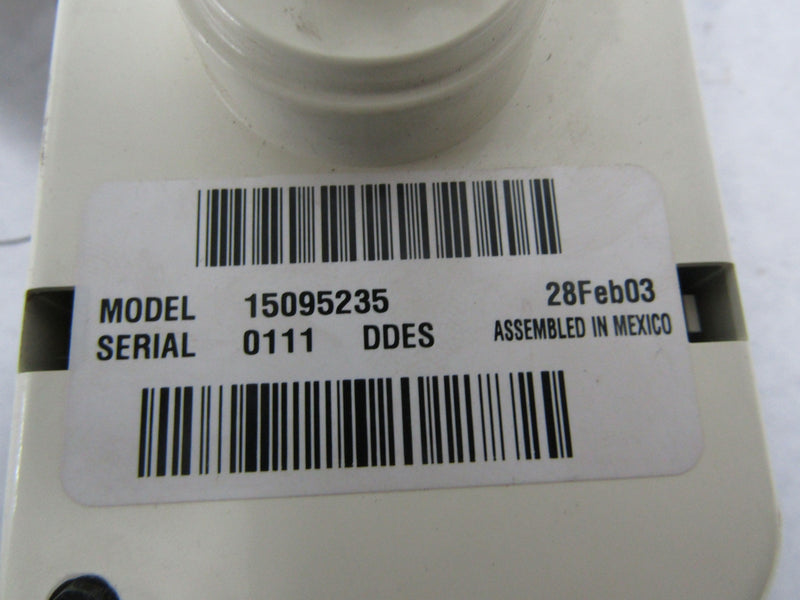 MODEL 15095235 28Feb03
SERIAL 0111 DDES ASSEMBLED IN MEXICO